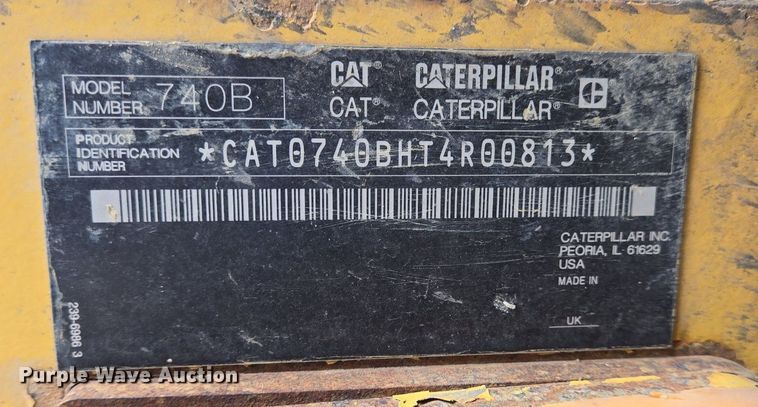 MODEL NUMBER 740B
CAT CATERPILLAR
CAT® CATERPILLAR®
PRODUCT IDENTIFICATION NUMBER *CAT0740BHT4R00813*
CATERPILLAR INC.
PEORIA, IL 61629
USA
MADE IN
UK
239-6986 3
Purple Wave Auction